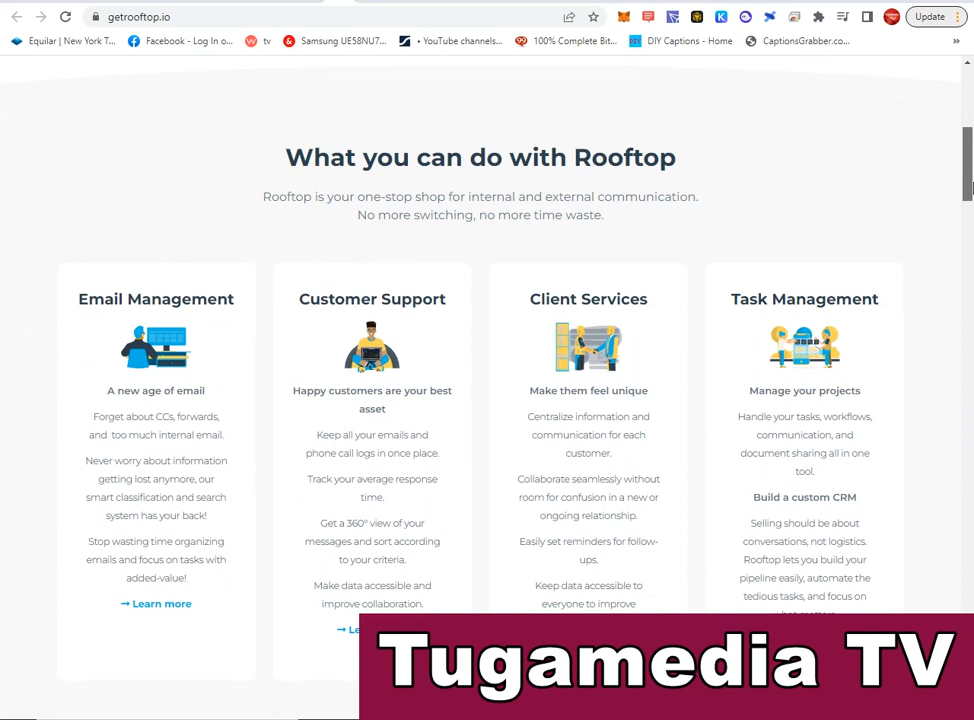 getrooftop.io
Update
Equilar | New York T...
Facebook - Log In o...
tv
Samsung UE58NU7...
• YouTube channels...
100% Complete Bit...
DIY Captions - Home
CaptionsGrabber.co...
»
What you can do with Rooftop
Rooftop is your one-stop shop for internal and external communication.
No more switching, no more time waste.
Email Management
A new age of email
Forget about CCs, forwards,
and too much internal email.
Never worry about information
getting lost anymore, our
smart classification and search
system has your back!
Stop wasting time organizing
emails and focus on tasks with
added-value!
→ Learn more
Customer Support
Happy customers are your best
asset
Keep all your emails and
phone call logs in once place.
Track your average response
time.
Get a 360° view of your
messages and sort according
to your criteria.
Make data accessible and
improve collaboration.
Client Services
Make them feel unique
Centralize information and
communication for each
customer.
Collaborate seamlessly without
room for confusion in a new or
ongoing relationship.
Easily set reminders for follow-
ups.
Keep data accessible to
everyone to improve
Task Management
Manage your projects
Handle your tasks, workflows,
communication, and
document sharing all in one
tool.
Build a custom CRM
Selling should be about
conversations, not logistics.
Rooftop lets you build your
pipeline easily, automate the
tedious tasks, and focus on
Tugamedia TV